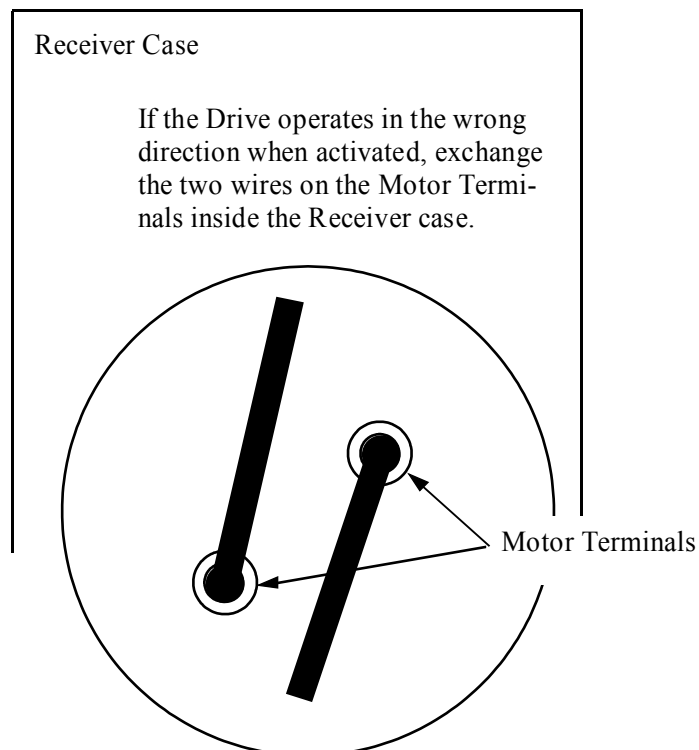 Receiver Case
If the Drive operates in the wrong
direction when activated, exchange
the two wires on the Motor Termi-
nals inside the Receiver case.
Motor Terminals